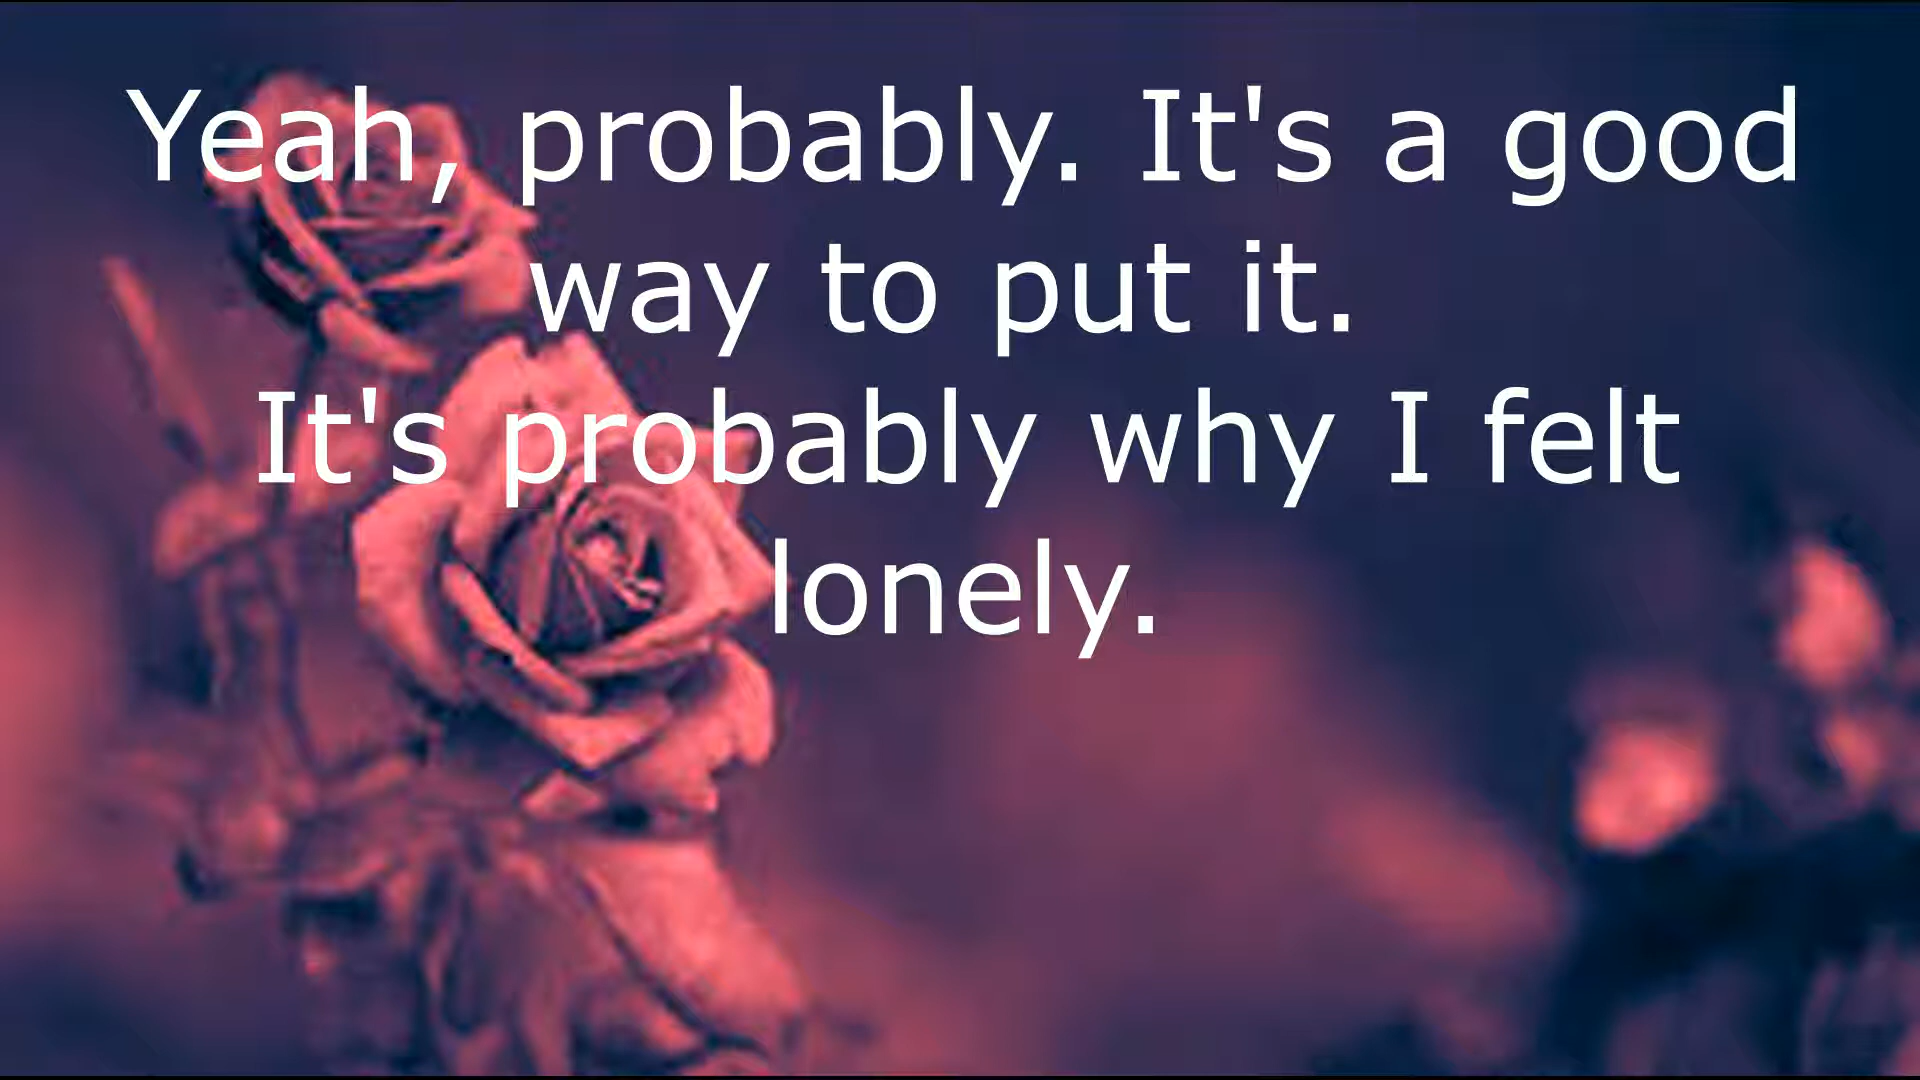 Yeah, probably. It's a good
way to put it.
It's probably why I felt
lonely.